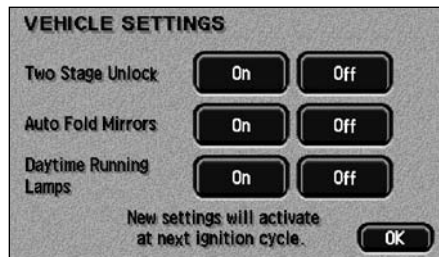 VEHICLE SETTINGS
Two Stage Unlock On Off
Auto Fold Mirrors On Off
Daytime Running
Lamps On Off
New settings will activate
at next ignition cycle. OK